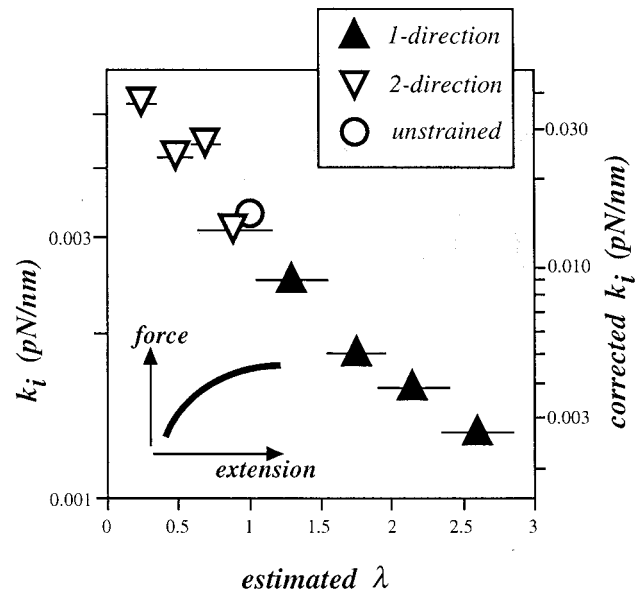 1-direction
2-direction
unstrained
0.003
0.001
k_i (pN/nm)
0.030
0.010
0.003
corrected k_i (pN/nm)
force
extension
0 0.5 1 1.5 2 2.5 3
estimated λ